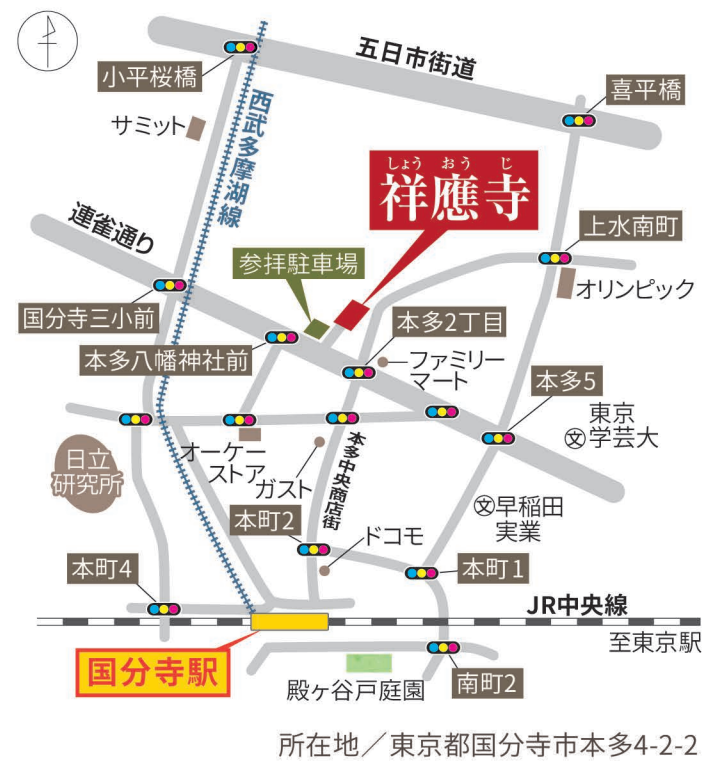 五日市街道
小平桜橋
喜平橋
サミット
西武多摩湖線
しょう おう じ
祥應寺
連雀通り
上水南町
参拝駐車場
オリンピック
国分寺三小前
本多2丁目
本多八幡神社前
ファミリー
マート
本多5
東京
文学芸大
オーケー
ストア
日立
研究所
ガスト
本多中央商店街
本町2
文早稲田
実業
ドコモ
本町4
本町1
JR中央線
至東京駅
国分寺駅
殿ヶ谷戸庭園
南町2
所在地／東京都国分寺市本多4-2-2